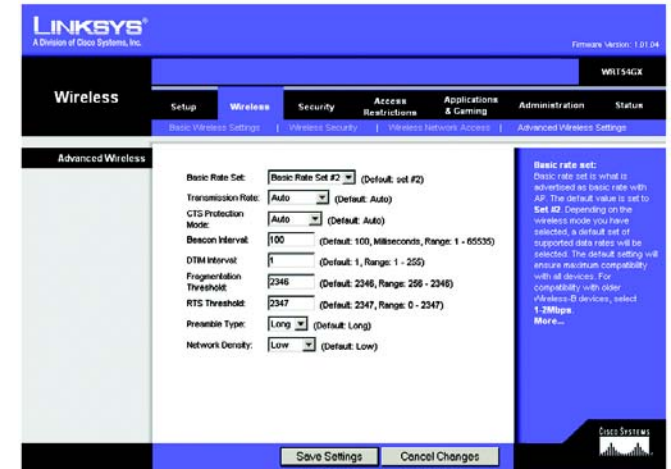 LINKSYS®
A Division of Cisco Systems, Inc.
Firmware Version: 1.01.04
WRT54GX
Wireless
Setup
Wireless
Security
Access Restrictions
Applications & Gaming
Administration
Status
Basic Wireless Settings | Wireless Security | Wireless Network Access | Advanced Wireless Settings
Advanced Wireless
Basic Rate Set: Basic Rate Set #2 (Default: set #2)
Transmission Rate: Auto (Default: Auto)
CTS Protection Mode: Auto (Default: Auto)
Beacon Interval: 100 (Default: 100, Milliseconds, Range: 1 - 65535)
DTIM Interval: 1 (Default: 1, Range: 1 - 255)
Fragmentation Threshold: 2346 (Default: 2346, Range: 256 - 2346)
RTS Threshold: 2347 (Default: 2347, Range: 0 - 2347)
Preamble Type: Long (Default: Long)
Network Density: Low (Default: Low)
Basic rate set:
Basic rate set is what is
advertised as basic rate with
AP. The default value is set to
Set #2. Depending on the
wireless mode you have
selected, a default set of
supported data rates will be
selected. The default setting will
ensure maximum compatibility
with all devices. For
compatibility with older
Wireless-B devices, select
1-2Mbps.
More...
Save Settings
Cancel Changes
CISCO SYSTEMS